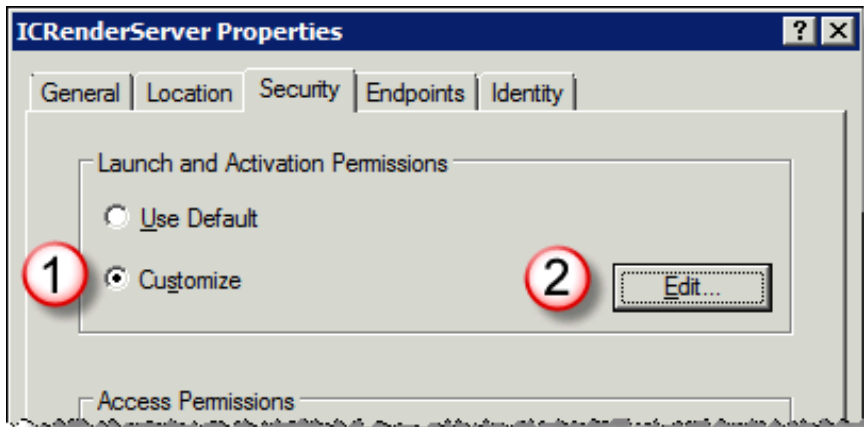 ICRenderServer Properties
General Location Security Endpoints Identity
Launch and Activation Permissions
Use Default
1 Customize 2 Edit...
Access Permissions